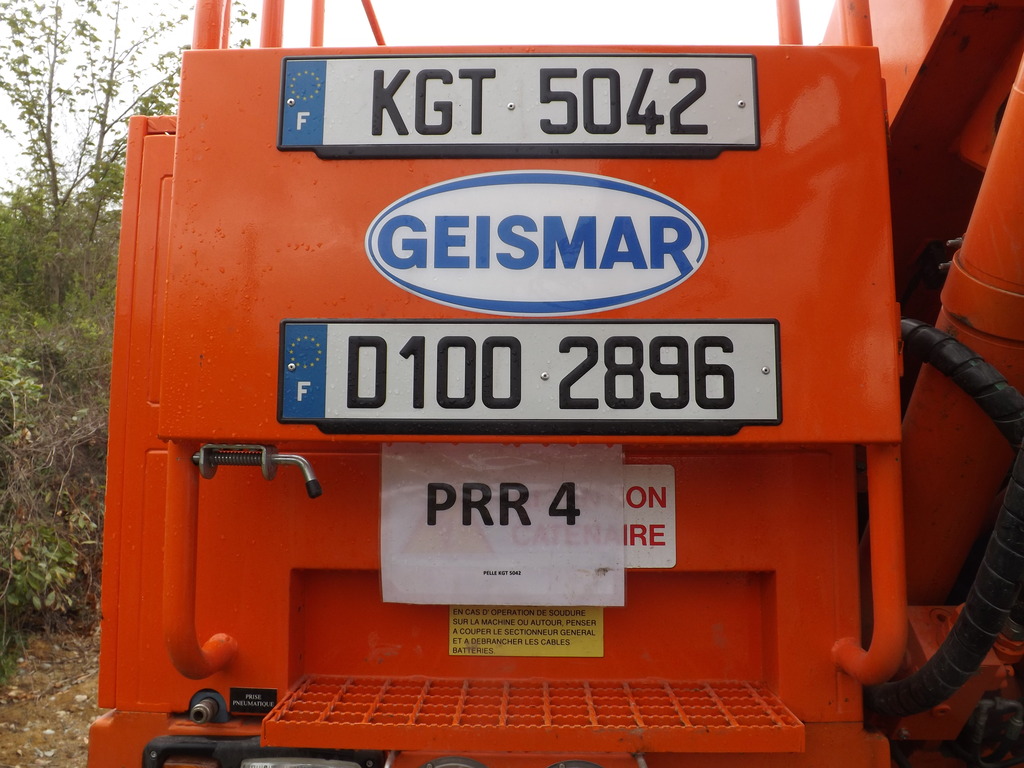 F KGT 5042
GEISMAR
F D100 2896
PRR 4
ON
CATENAIRE
PELLE KGT 5042
EN CAS D' OPERATION DE SOUDURE
SUR LA MACHINE OU AUTOUR, PENSER
A COUPER LE SECTIONNEUR GENERAL
ET A DEBRANCHER LES CABLES
BATTERIES.
PRISE
PNEUMATIQUE